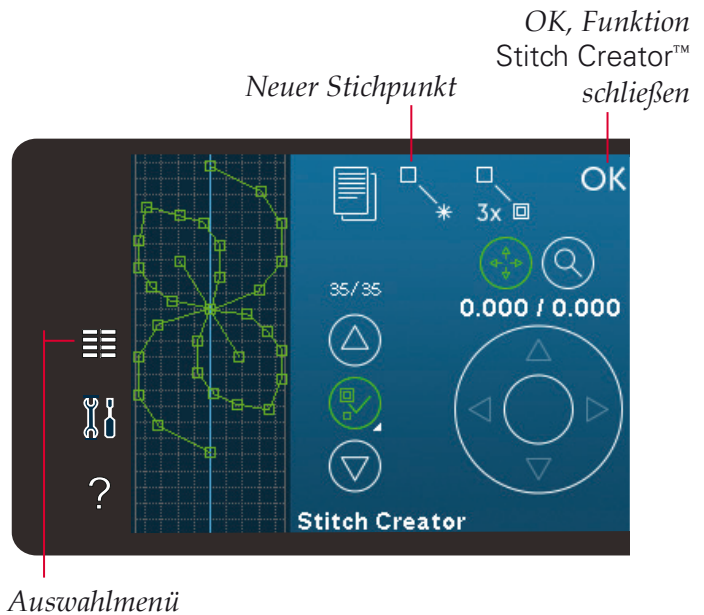 OK, Funktion
Stitch Creator™
schließen
Neuer Stichpunkt
OK
3x
35/35
0.000 / 0.000
?
Stitch Creator
Auswahlmenü